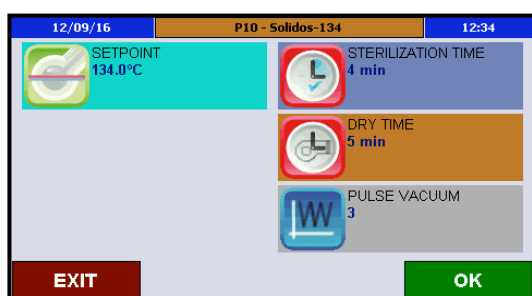 12/09/16 P10 - Solidos-134 12:34
SETPOINT
134.0°C
STERILIZATION TIME
4 min
DRY TIME
5 min
PULSE VACUUM
3
EXIT OK